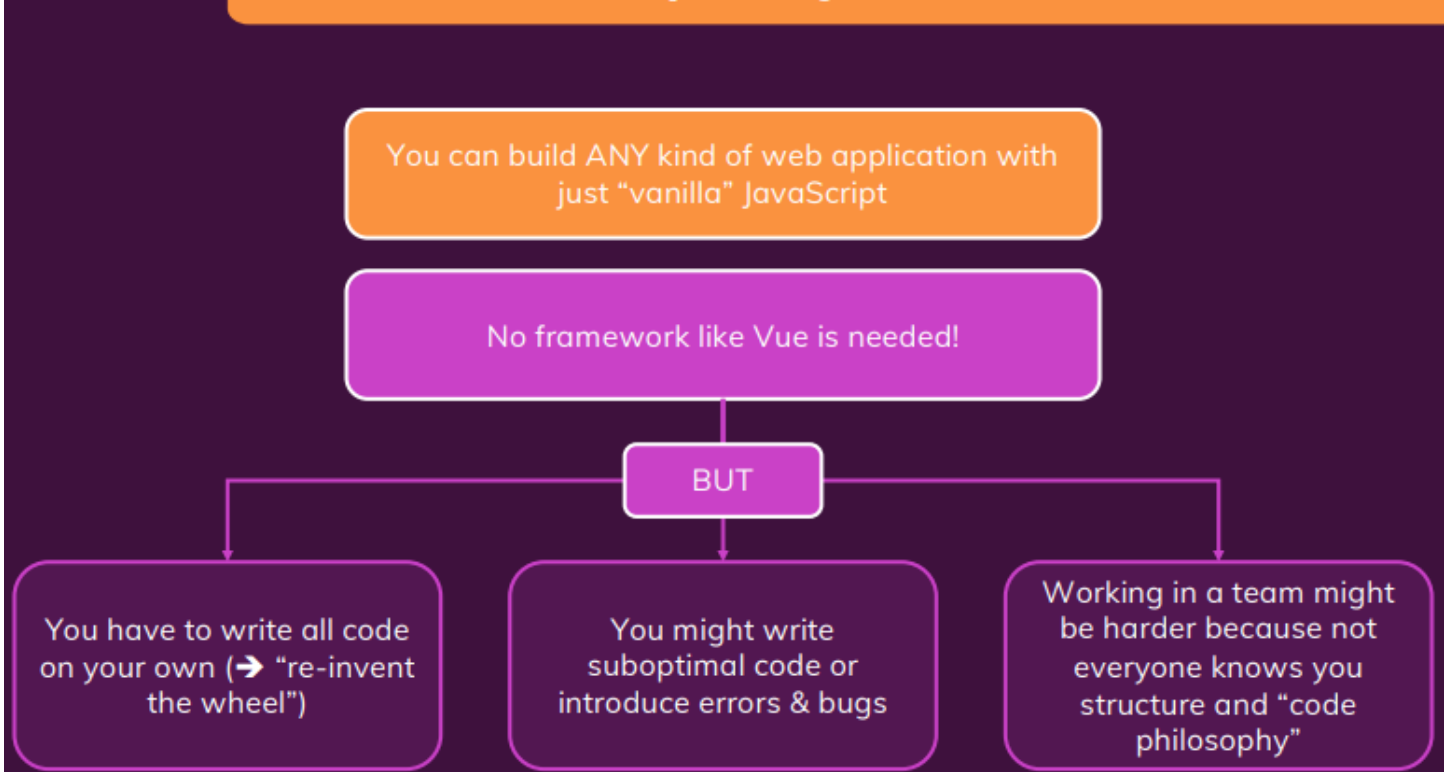 You can build ANY kind of web application with
just “vanilla” JavaScript
No framework like Vue is needed!
BUT
You have to write all code
on your own (➔ “re-invent
the wheel”)
You might write
suboptimal code or
introduce errors & bugs
Working in a team might
be harder because not
everyone knows you
structure and “code
philosophy”